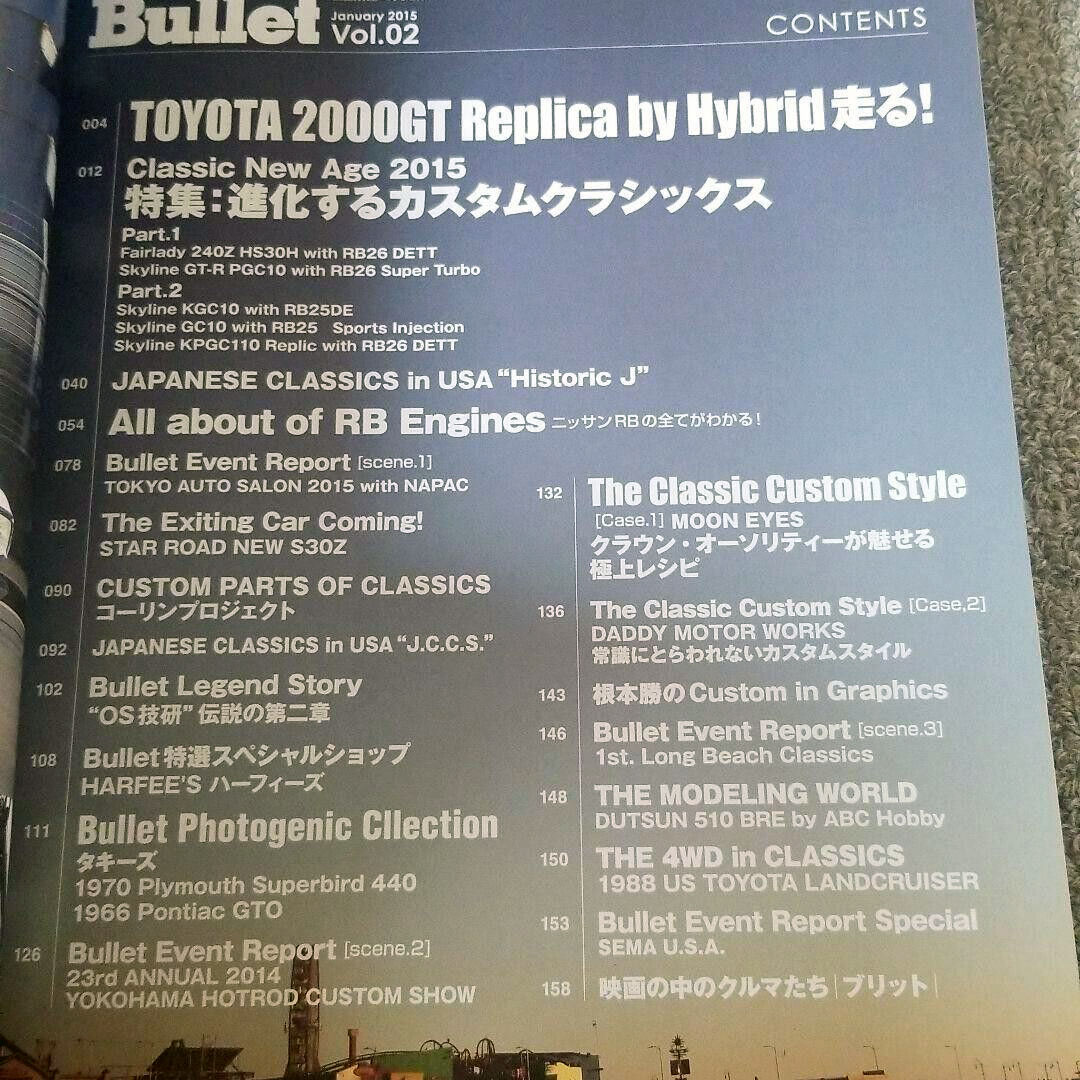 Bullet
January 2015
Vol.02
CONTENTS
004 TOYOTA 2000GT Replica by Hybrid 走る!
012 Classic New Age 2015
特集:進化するカスタムクラシックス
Part.1
Fairlady 240Z HS30H with RB26 DETT
Skyline GT-R PGC10 with RB26 Super Turbo
Part.2
Skyline KGC10 with RB25DE
Skyline GC10 with RB25 Sports Injection
Skyline KPGC110 Replic with RB26 DETT
040 JAPANESE CLASSICS in USA “Historic J”
054 All about of RB Engines ニッサンRBの全てがわかる!
078 Bullet Event Report [scene.1]
TOKYO AUTO SALON 2015 with NAPAC
082 The Exiting Car Coming!
STAR ROAD NEW S30Z
090 CUSTOM PARTS OF CLASSICS
コーリンプロジェクト
092 JAPANESE CLASSICS in USA “J.C.C.S.”
102 Bullet Legend Story
“OS技研” 伝説の第二章
108 Bullet特選スペシャルショップ
HARFEE'S ハーフィーズ
111 Bullet Photogenic Cllection
タキーズ
1970 Plymouth Superbird 440
1966 Pontiac GTO
126 Bullet Event Report [scene.2]
23rd ANNUAL 2014
YOKOHAMA HOTROD CUSTOM SHOW
132 The Classic Custom Style
[Case.1] MOON EYES
クラウン・オーソリティーが魅せる
極上レシピ
136 The Classic Custom Style [Case,2]
DADDY MOTOR WORKS
常識にとらわれないカスタムスタイル
143 根本勝のCustom in Graphics
146 Bullet Event Report [scene.3]
1st. Long Beach Classics
148 THE MODELING WORLD
DUTSUN 510 BRE by ABC Hobby
150 THE 4WD in CLASSICS
1988 US TOYOTA LANDCRUISER
153 Bullet Event Report Special
SEMA U.S.A.
158 映画の中のクルマたち|ブリット|